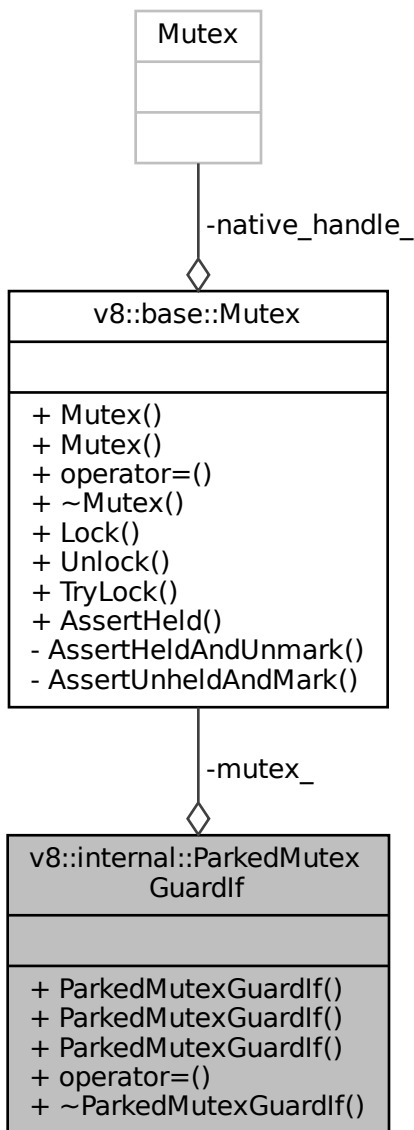 Mutex
-native_handle_
v8::base::Mutex
+ Mutex()
+ Mutex()
+ operator=()
+ ~Mutex()
+ Lock()
+ Unlock()
+ TryLock()
+ AssertHeld()
- AssertHeldAndUnmark()
- AssertUnheldAndMark()
-mutex_
v8::internal::ParkedMutex
GuardIf
+ ParkedMutexGuardIf()
+ ParkedMutexGuardIf()
+ ParkedMutexGuardIf()
+ operator=()
+ ~ParkedMutexGuardIf()